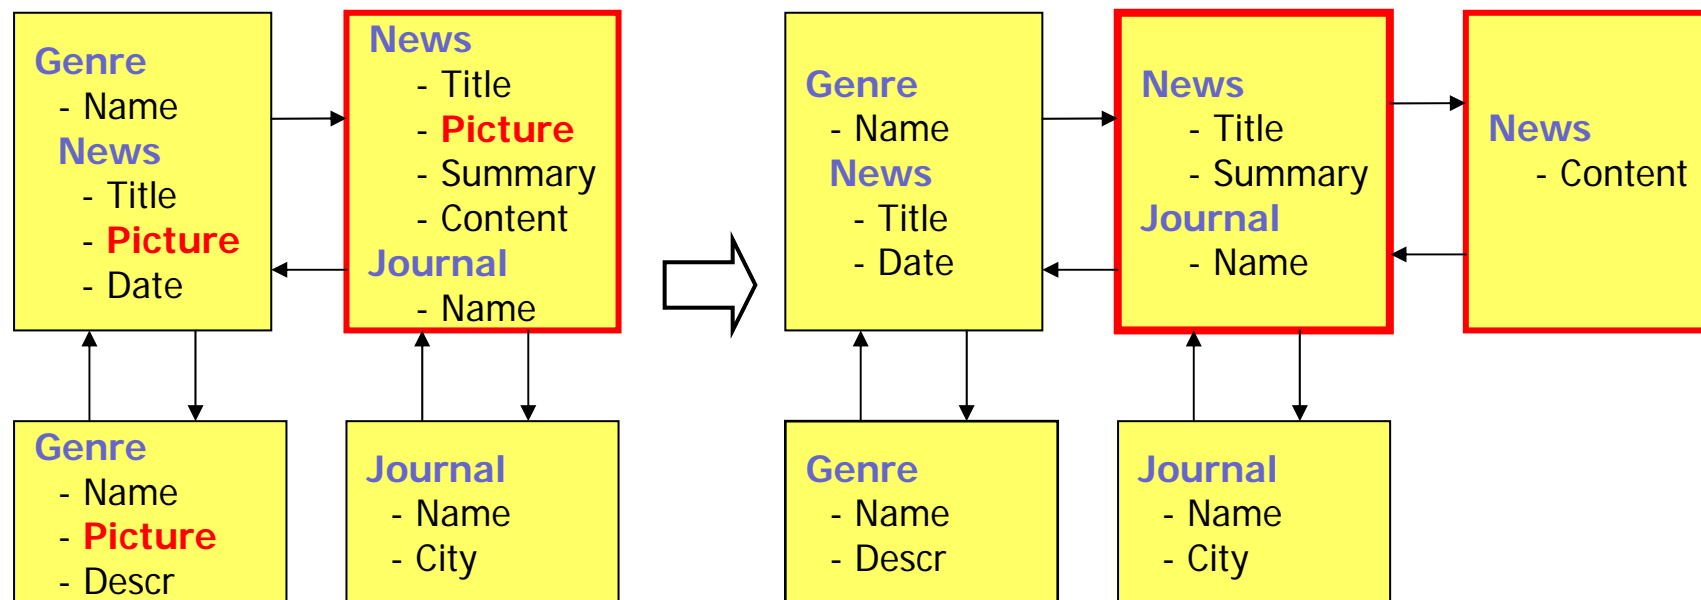 Genre
- Name
News
- Title
- Picture
- Date
News
- Title
- Picture
- Summary
- Content
Journal
- Name
Genre
- Name
- Picture
- Descr
Journal
- Name
- City
Genre
- Name
News
- Title
- Date
News
- Title
- Summary
Journal
- Name
News
- Content
Genre
- Name
- Descr
Journal
- Name
- City